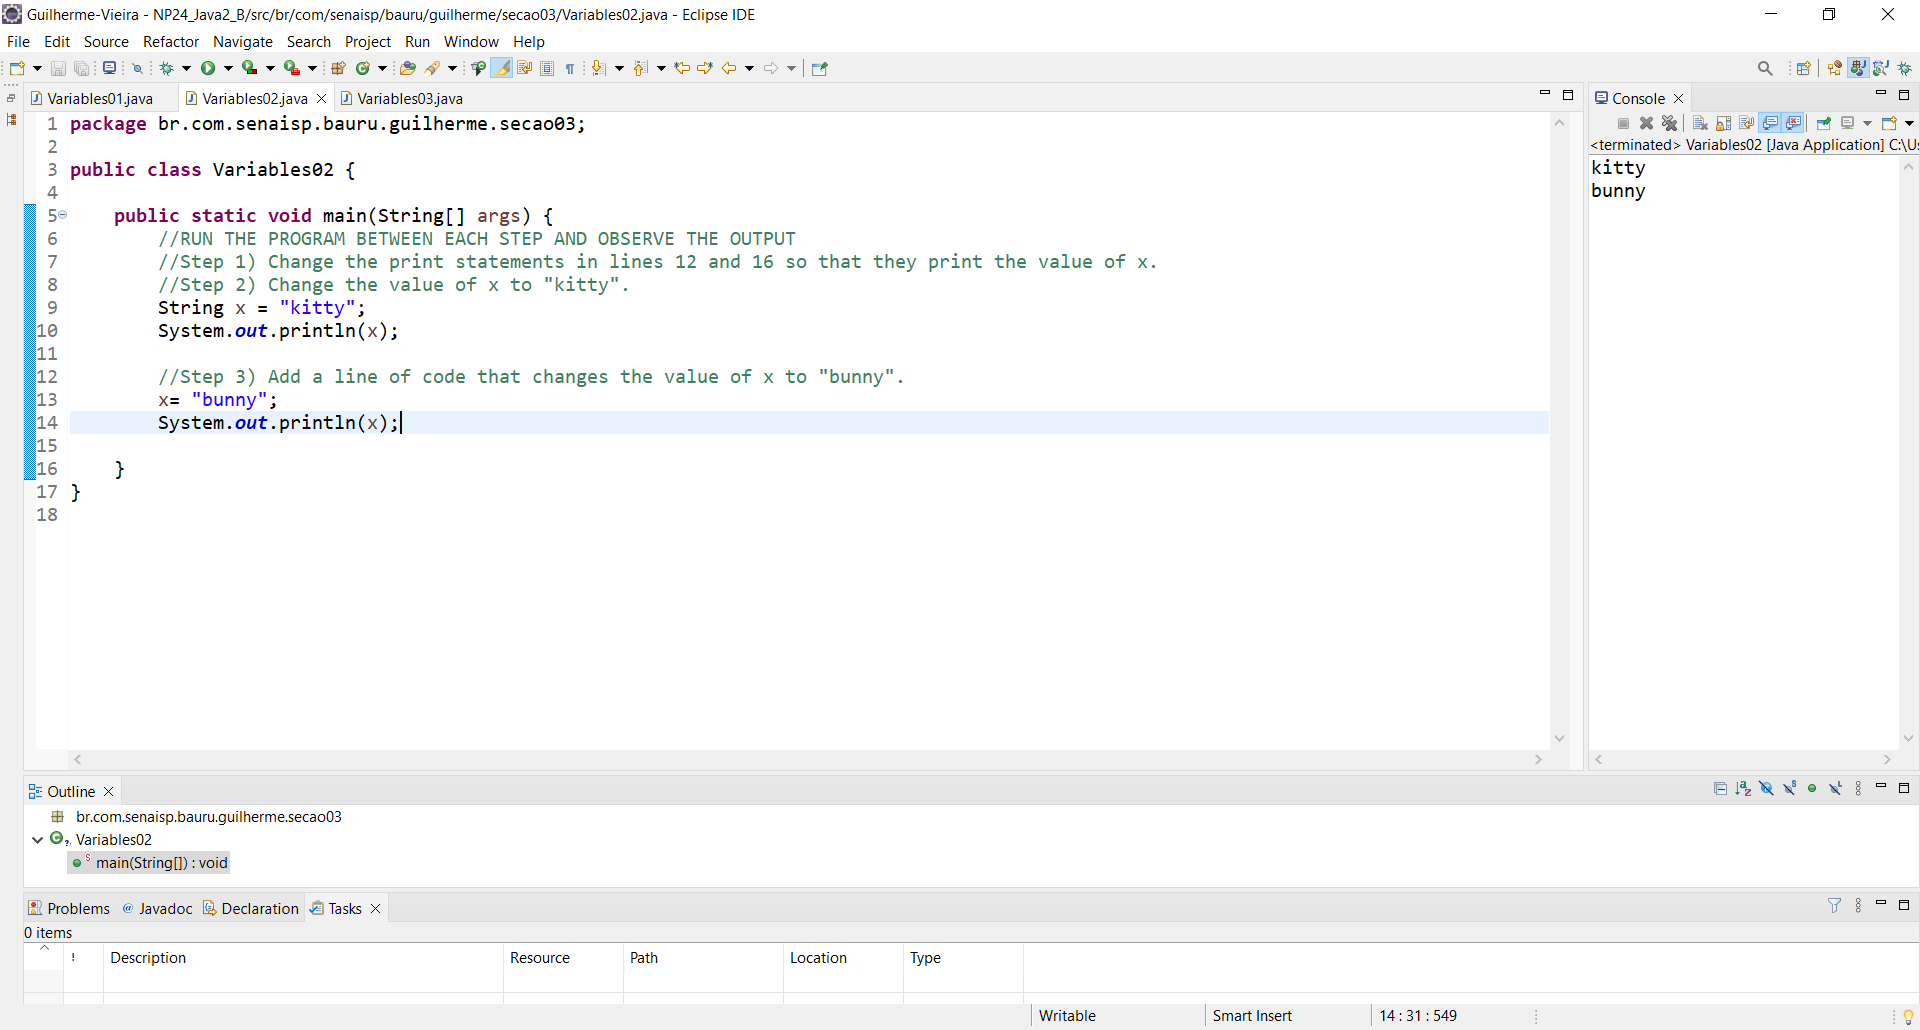 Guilherme-Vieira - NP24_Java2_B/src/br/com/senaisp/bauru/guilherme/secao03/Variables02.java - Eclipse IDE
File Edit Source Refactor Navigate Search Project Run Window Help
Variables01.java Variables02.java Variables03.java
1 package br.com.senaisp.bauru.guilherme.secao03;
2
3 public class Variables02 {
4
5 public static void main(String[] args) {
6 //RUN THE PROGRAM BETWEEN EACH STEP AND OBSERVE THE OUTPUT
7 //Step 1) Change the print statements in lines 12 and 16 so that they print the value of x.
8 //Step 2) Change the value of x to "kitty".
9 String x = "kitty";
10 System.out.println(x);
11
12 //Step 3) Add a line of code that changes the value of x to "bunny".
13 x= "bunny";
14 System.out.println(x);
15
16 }
17 }
18
Console
<terminated> Variables02 [Java Application] C:\Us
kitty
bunny
Outline
br.com.senaisp.bauru.guilherme.secao03
Variables02
main(String[]) : void
Problems Javadoc Declaration Tasks
0 items
! Description Resource Path Location Type
Writable Smart Insert 14 : 31 : 549